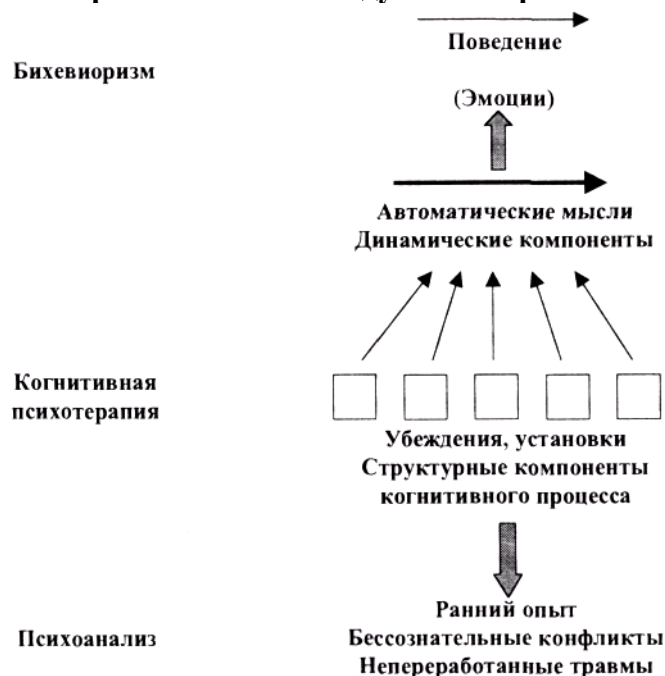 Поведение
Бихевиоризм
(Эмоции)
Автоматические мысли
Динамические компоненты
Когнитивная
психотерапия
Убеждения, установки
Структурные компоненты
когнитивного процесса
Ранний опыт
Психоанализ
Бессознательные конфликты
Непереработанные травмы